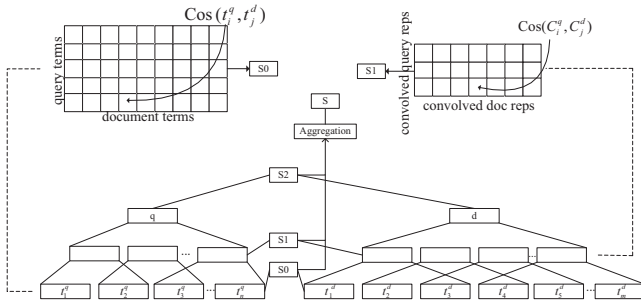 Cos(t_i^q, t_j^d)
query terms
document terms
S0
Cos(C_i^q, C_j^d)
convolved query reps
convolved doc reps
S1
S
Aggregation
S2
q
d
S1
...
...
S0
t_1^q
t_2^q
t_3^q
...
t_n^q
t_1^d
t_2^d
t_3^d
t_4^d
t_5^d
...
t_m^d